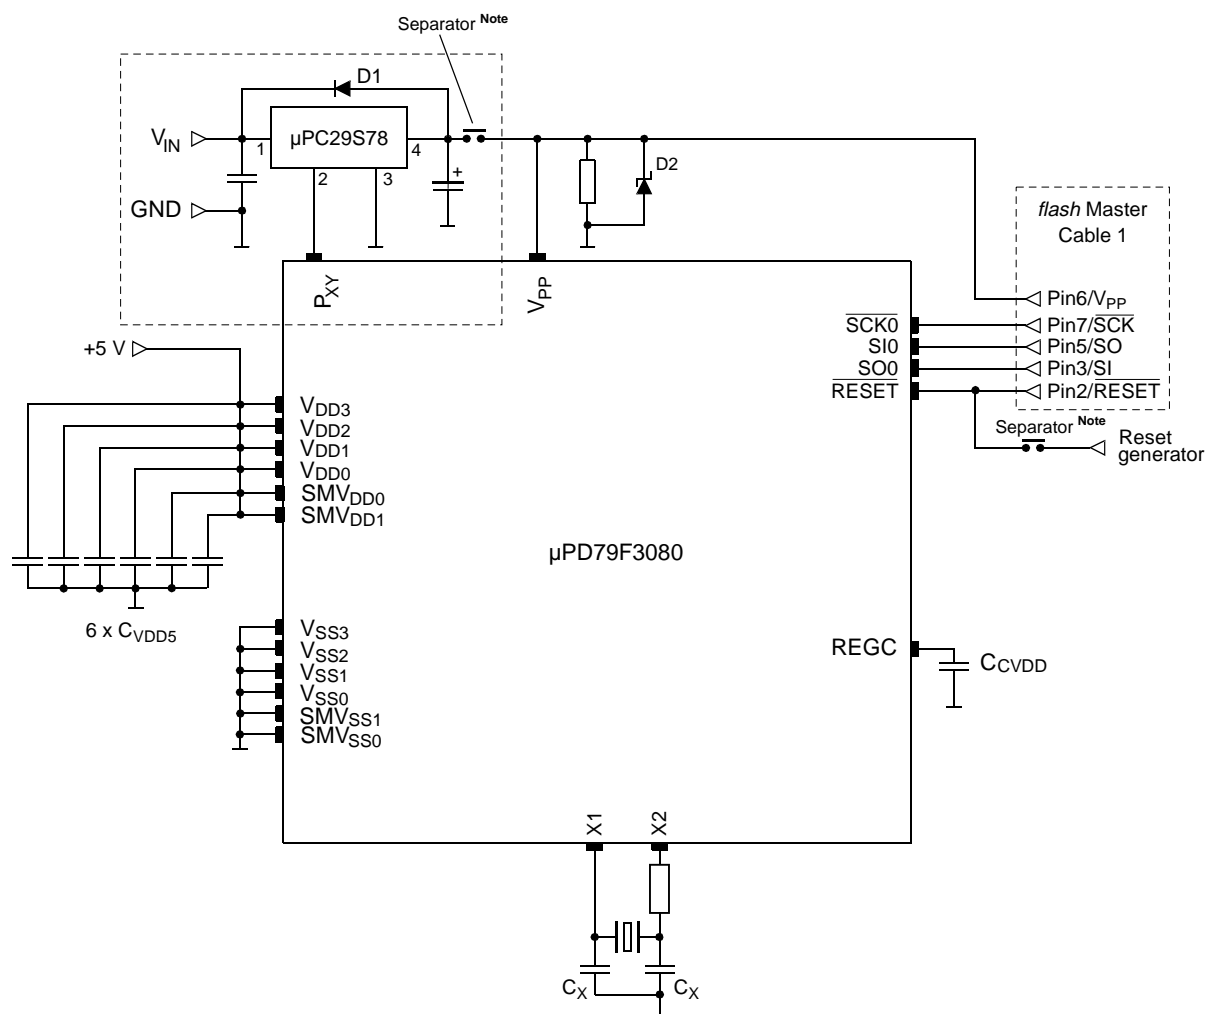 Separator Note
D1
VIN
1
µPC29S78
4
2
3
+
GND
D2
flash Master
Cable 1
PXY
VPP
Pin6/VPP
SCK0
Pin7/SCK
SI0
Pin5/SO
SO0
Pin3/SI
RESET
Pin2/RESET
Separator Note
Reset
generator
+5 V
VDD3
VDD2
VDD1
VDD0
SMVDD0
SMVDD1
µPD79F3080
6 x CVDD5
VSS3
VSS2
VSS1
VSS0
SMVSS1
SMVSS0
REGC
CCVDD
X1
X2
CX
CX